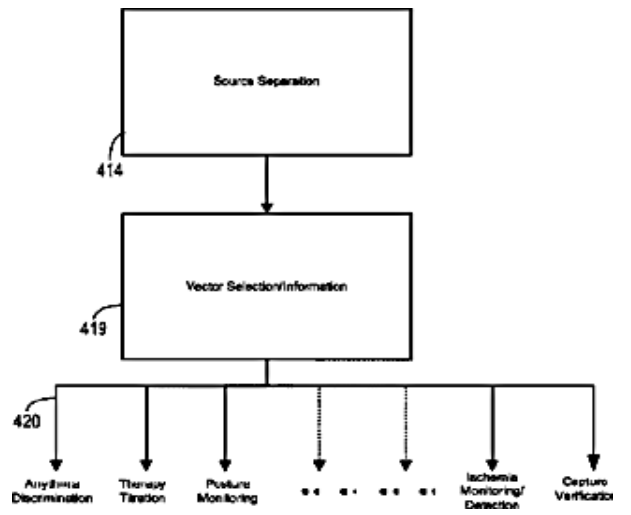 Source Separation
414
Vector Selection/Information
419
420
Arrythmia
Discrimination
Therapy
Titration
Posture
Monitoring
Ischemia
Monitoring/
Detection
Capture
Verification